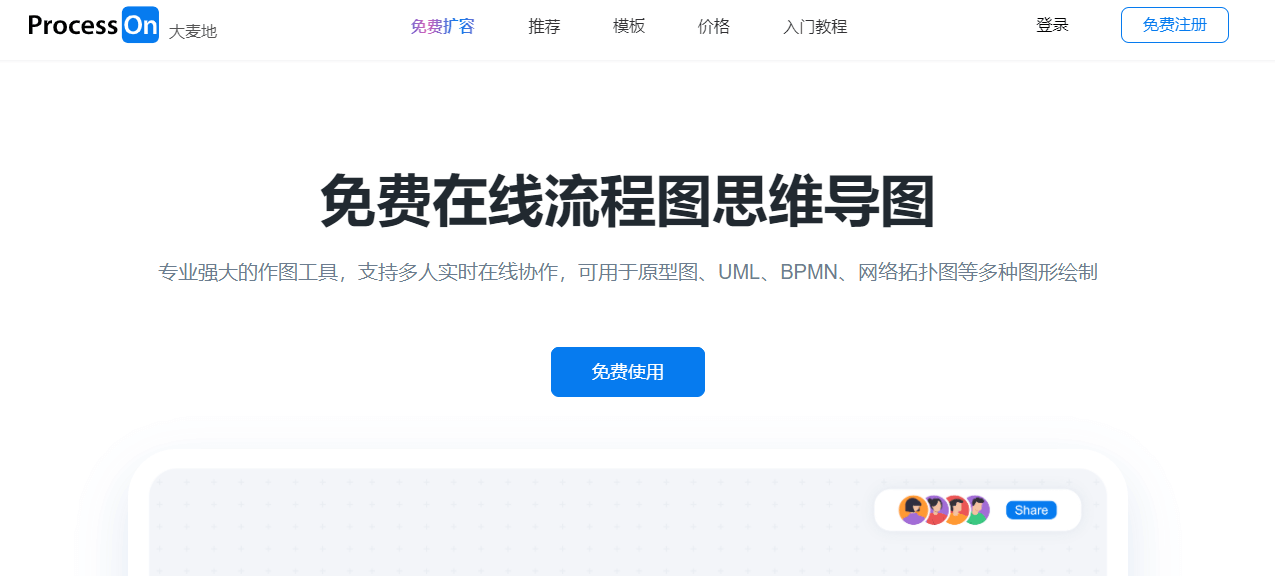 ProcessOn 大麦地 免费扩容 推荐 模板 价格 入门教程 登录 免费注册
免费在线流程图思维导图
专业强大的作图工具，支持多人实时在线协作，可用于原型图、UML、BPMN、网络拓扑图等多种图形绘制
免费使用
Share